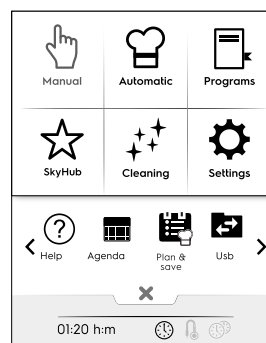 Manual Automatic Programs
SkyHub Cleaning Settings
Help Agenda Plan & save Usb
01:20 h:m